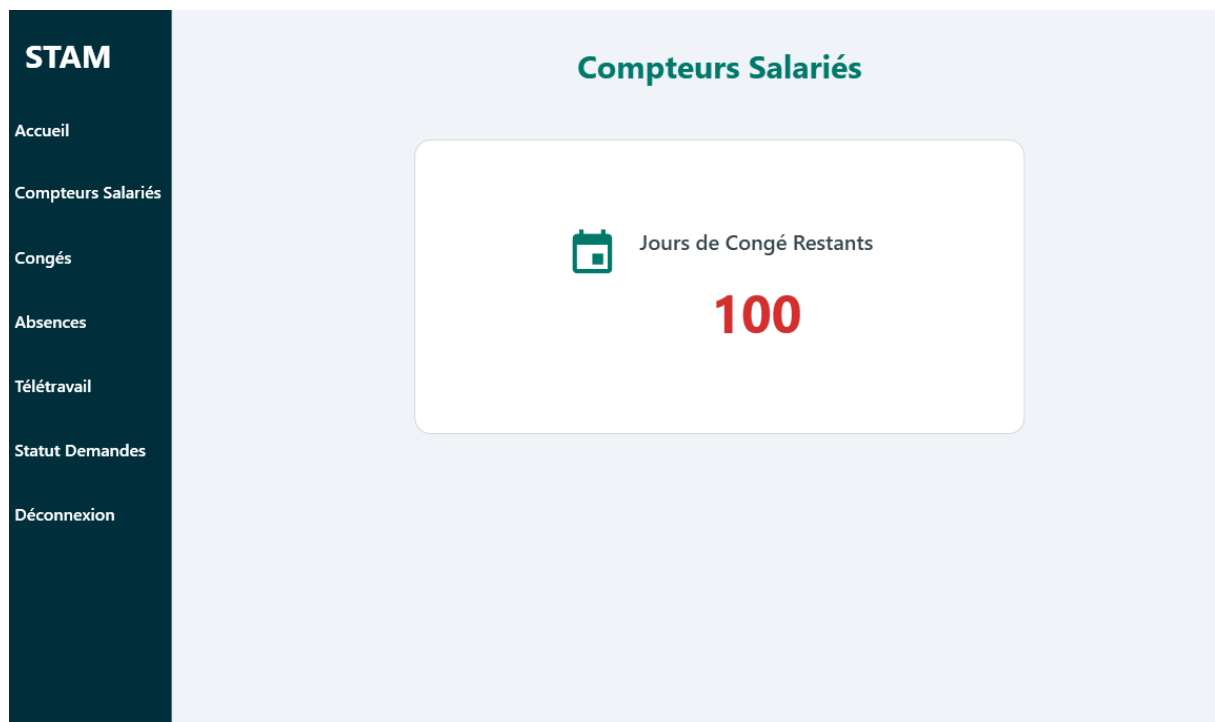 STAM
Accueil
Compteurs Salariés
Congés
Absences
Télétravail
Statut Demandes
Déconnexion
Compteurs Salariés
Jours de Congé Restants
100